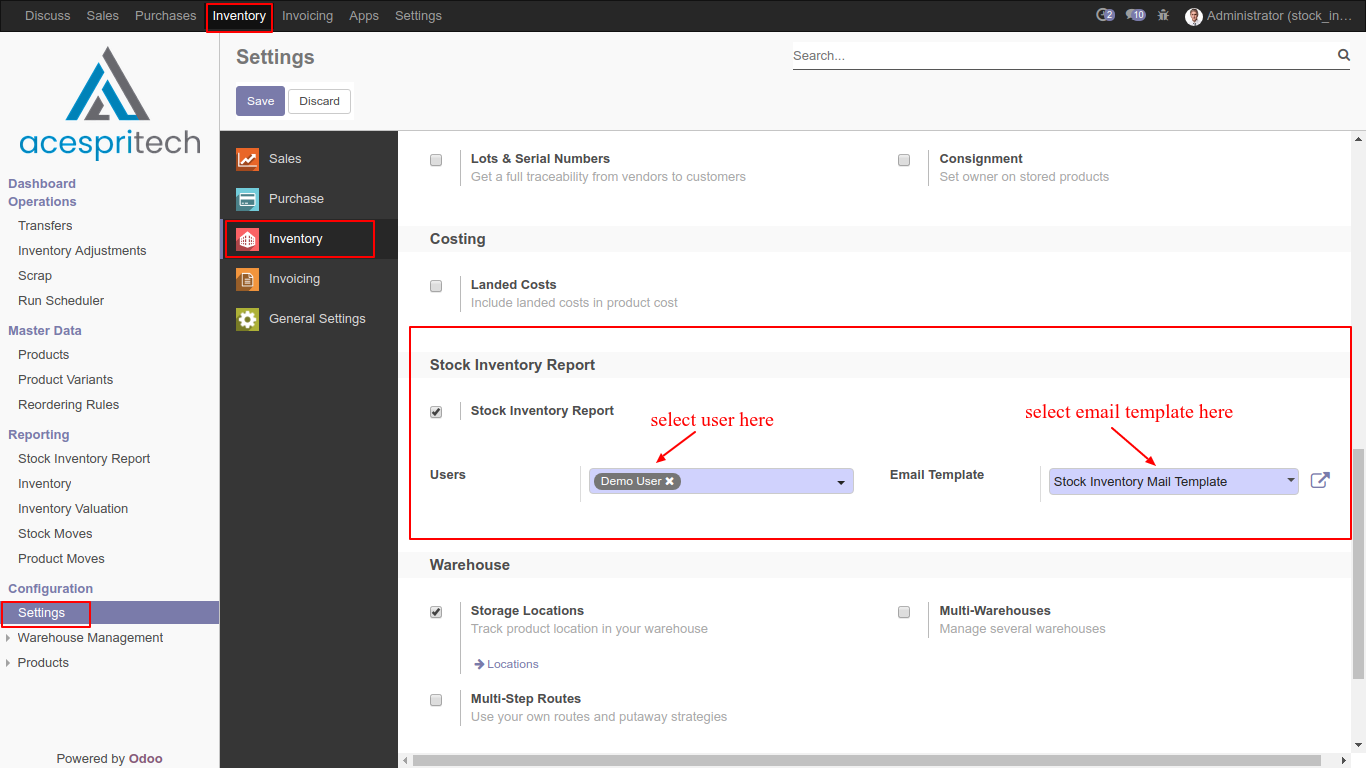 Discuss Sales Purchases Inventory Invoicing Apps Settings 2 10 Administrator (stock_in...
acespritech
Dashboard
Operations
Transfers
Inventory Adjustments
Scrap
Run Scheduler
Master Data
Products
Product Variants
Reordering Rules
Reporting
Stock Inventory Report
Inventory
Inventory Valuation
Stock Moves
Product Moves
Configuration
Settings
Warehouse Management
Products
Powered by Odoo
Settings
Search...
Save Discard
Sales
Purchase
Inventory
Invoicing
General Settings
Lots & Serial Numbers
Get a full traceability from vendors to customers
Consignment
Set owner on stored products
Costing
Landed Costs
Include landed costs in product cost
Stock Inventory Report
Stock Inventory Report
select user here
select email template here
Users
Demo User
Email Template
Stock Inventory Mail Template
Warehouse
Storage Locations
Track product location in your warehouse
Locations
Multi-Warehouses
Manage several warehouses
Multi-Step Routes
Use your own routes and putaway strategies